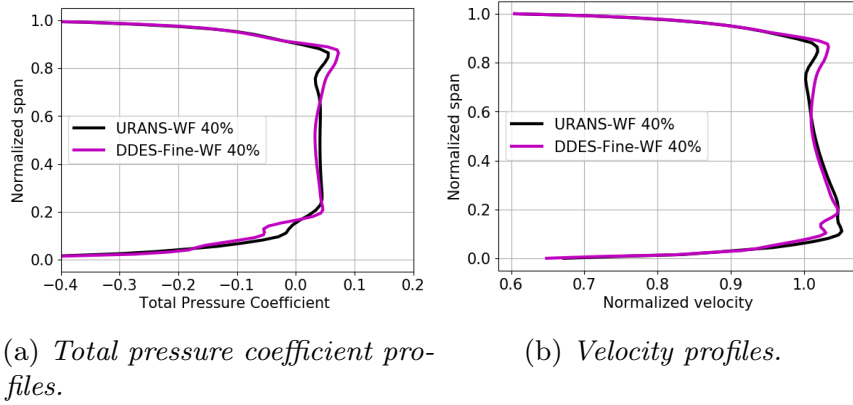 1.0
0.8
0.6
0.4
0.2
0.0
Normalized span
URANS-WF 40%
DDES-Fine-WF 40%
−0.4 −0.3 −0.2 −0.1 0.0 0.1 0.2
Total Pressure Coefficient
(a) Total pressure coefficient pro-
files.
1.0
0.8
0.6
0.4
0.2
0.0
Normalized span
URANS-WF 40%
DDES-Fine-WF 40%
0.6 0.7 0.8 0.9 1.0
Normalized velocity
(b) Velocity profiles.